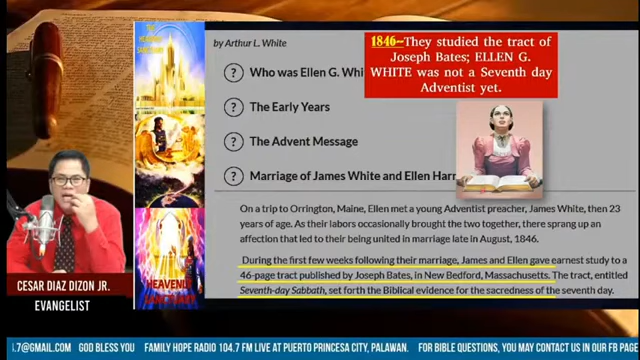 THE
HEAVENLY
SANCTUARY
by Arthur L. White
1846—They studied the tract of
Joseph Bates; ELLEN G.
WHITE was not a Seventh day
Adventist yet.
? Who was Ellen G. Whi
? The Early Years
? The Advent Message
? Marriage of James White and Ellen Harm
On a trip to Orrington, Maine, Ellen met a young Adventist preacher, James White, then 23
years of age. As their labors occasionally brought the two together, there sprang up an
affection that led to their being united in marriage late in August, 1846.
During the first few weeks following their marriage, James and Ellen gave earnest study to a
46-page tract published by Joseph Bates, in New Bedford, Massachusetts. The tract, entitled
Seventh-day Sabbath, set forth the Biblical evidence for the sacredness of the seventh day.
HEAVENLY
SANCTUARY
CESAR DIAZ DIZON JR.
EVANGELIST
.7@GMAIL.COM GOD BLESS YOU FAMILY HOPE RADIO 104.7 FM LIVE AT PUERTO PRINCESA CITY, PALAWAN. FOR BIBLE QUESTIONS, YOU MAY CONTACT US IN OUR FB PAGE